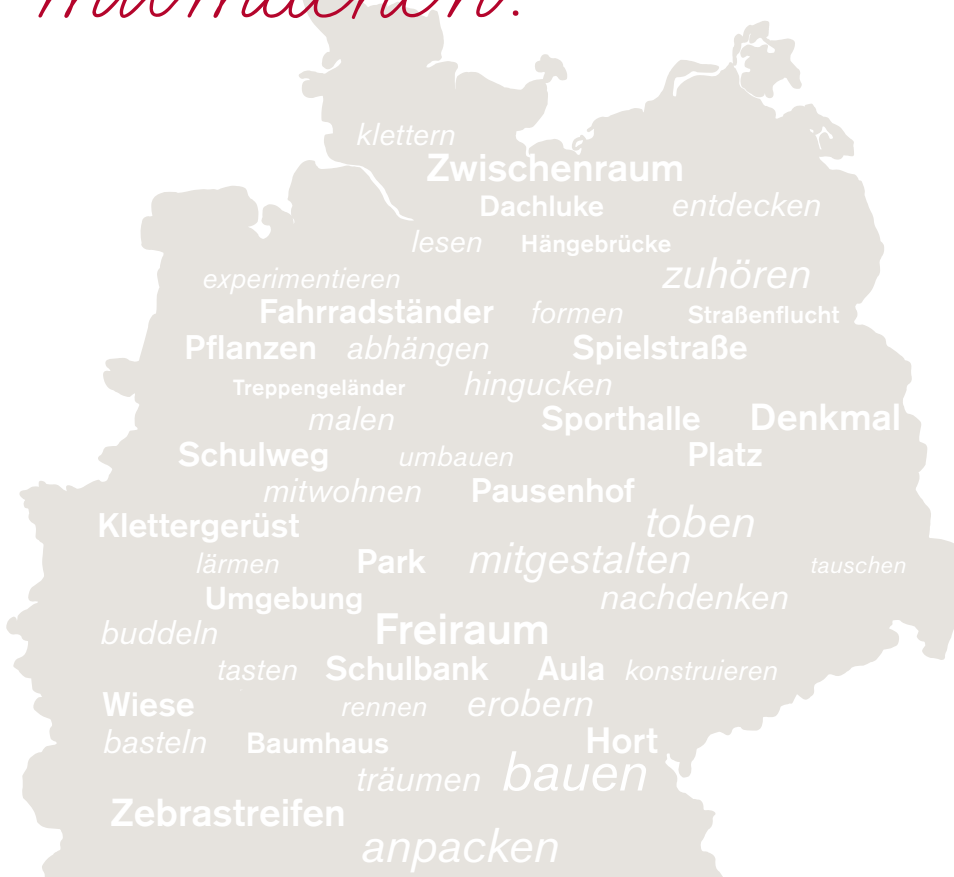 mitmachen.
klettern
Zwischenraum
Dachluke entdecken
lesen Hängebrücke
experimentieren zuhören
Fahrradständer formen Straßenflucht
Pflanzen abhängen Spielstraße
Treppengeländer hingucken
malen Sporthalle Denkmal
Schulweg umbauen Platz
mitwohnen Pausenhof
Klettergerüst toben
lärmen Park mitgestalten tauschen
Umgebung nachdenken
buddeln Freiraum
tasten Schulbank Aula konstruieren
Wiese rennen erobern
basteln Baumhaus Hort
träumen bauen
Zebrastreifen
anpacken